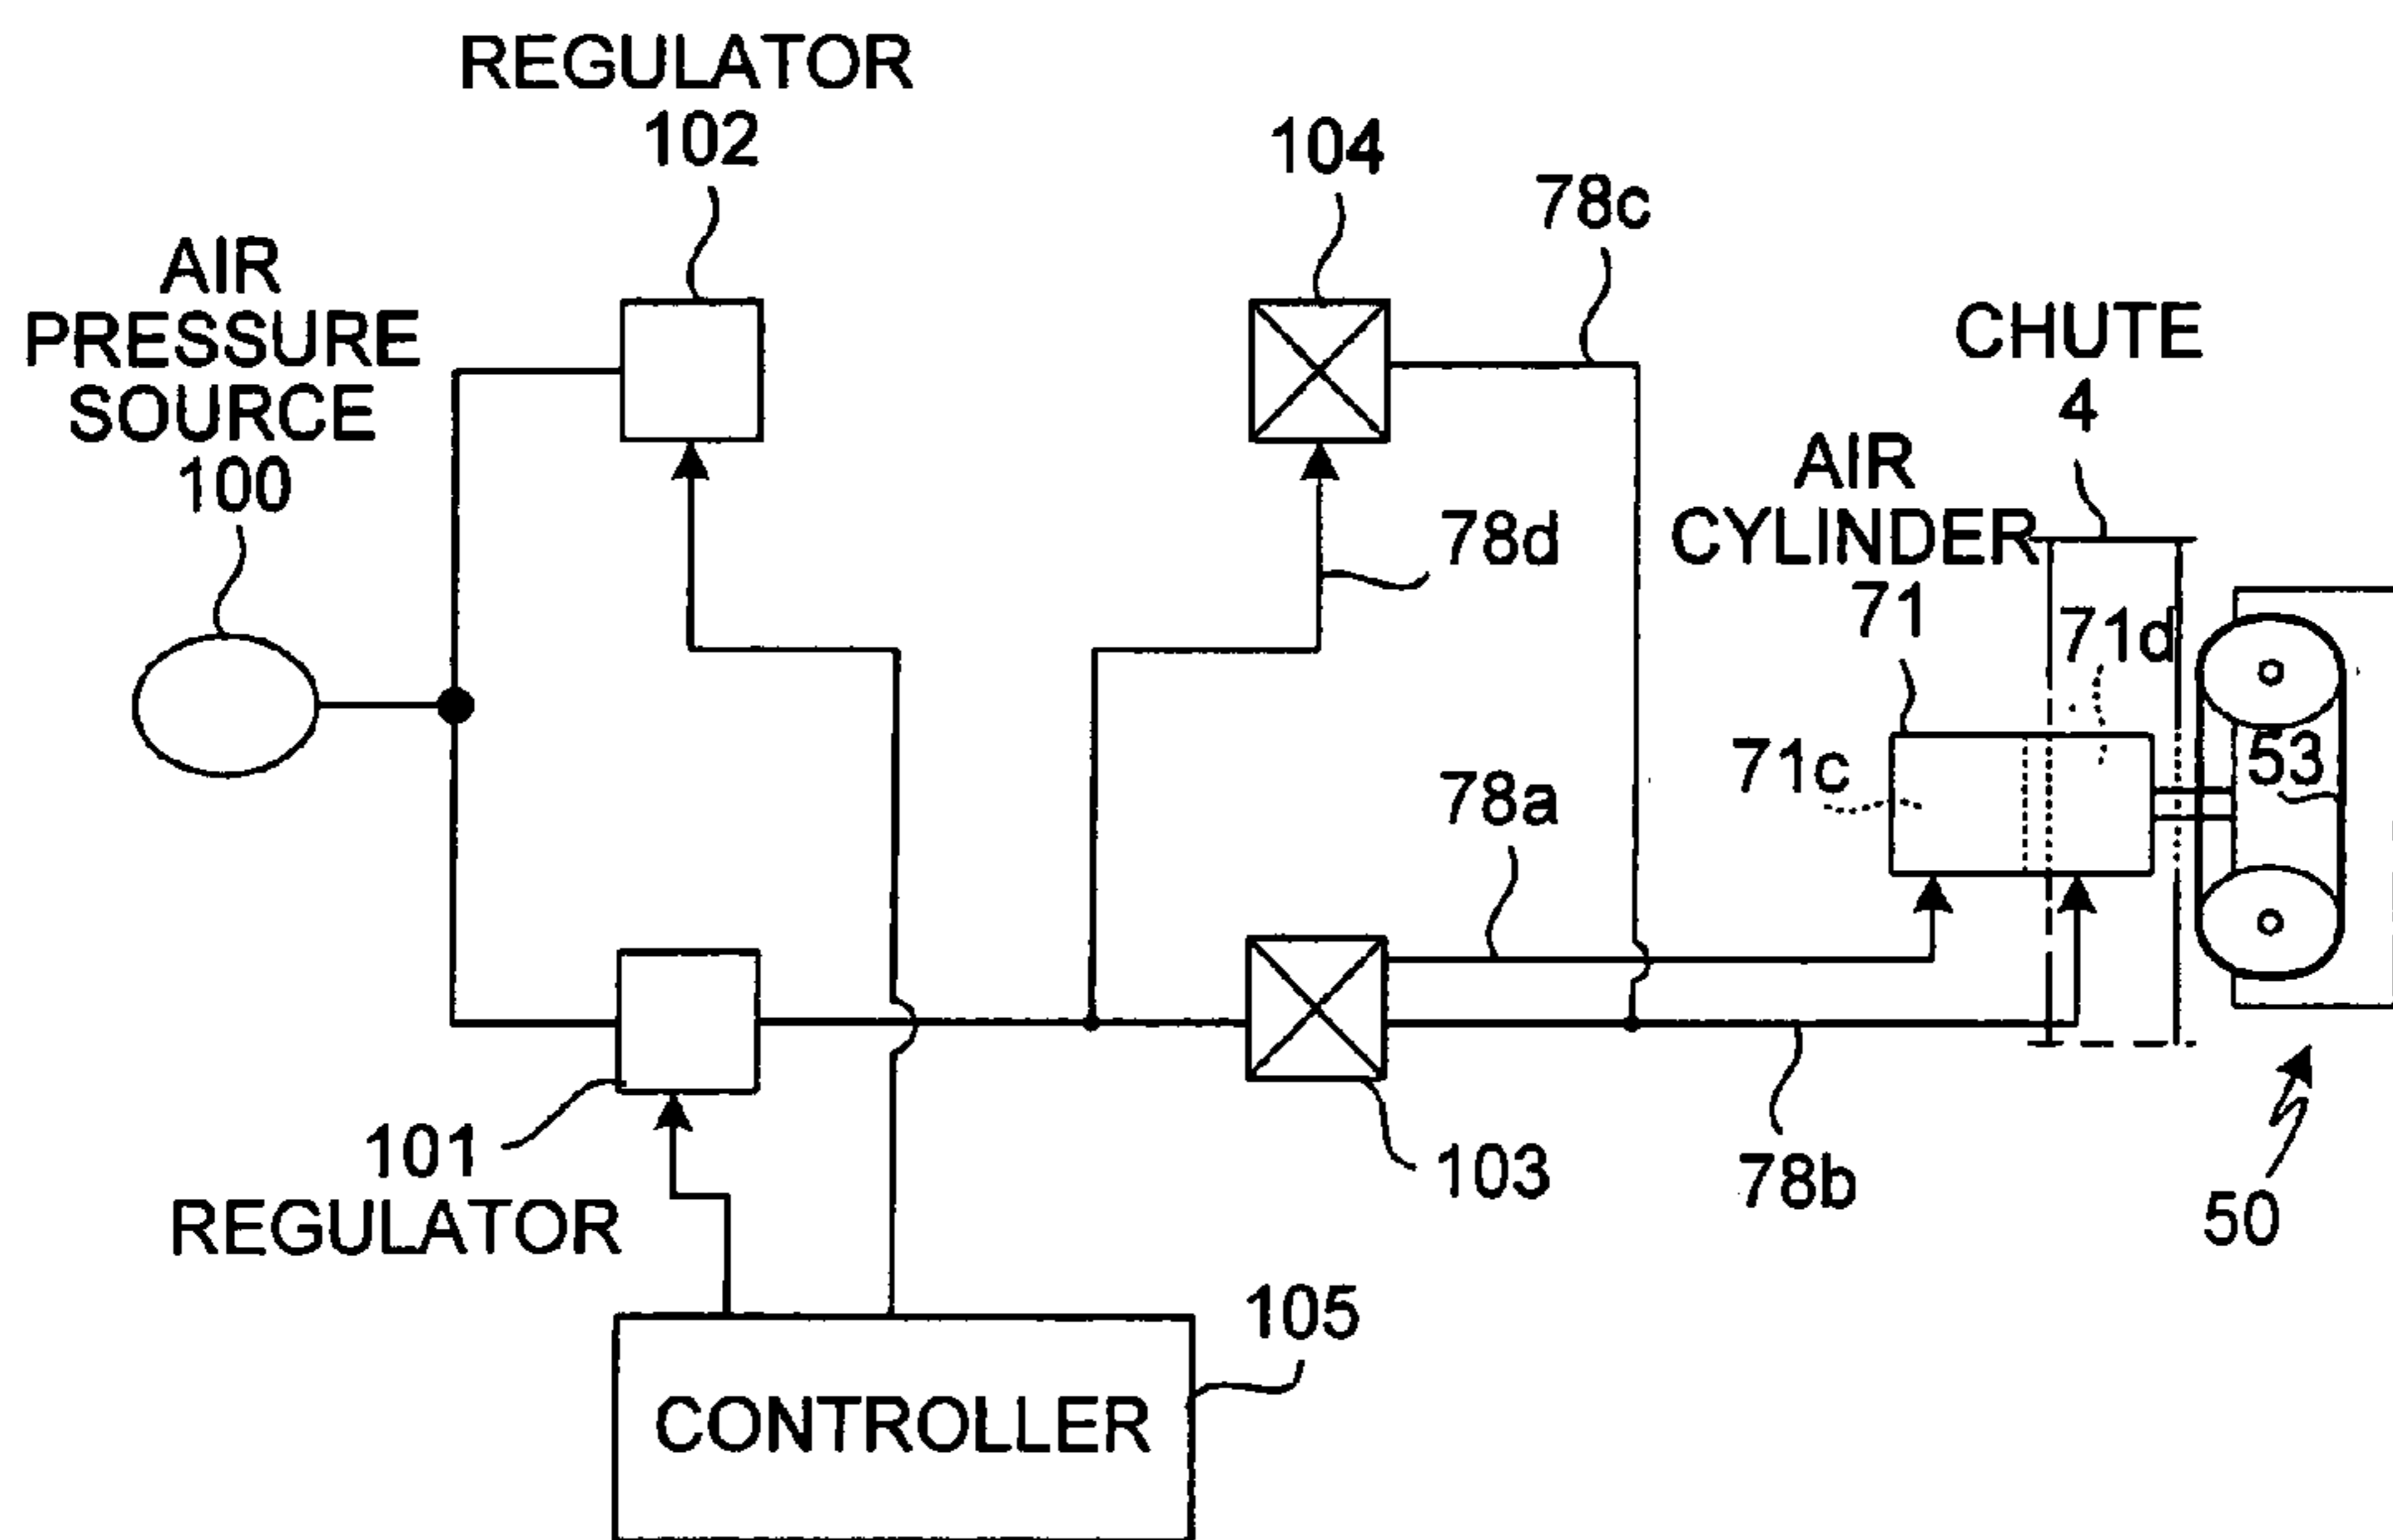 REGULATOR
102
104
78c
AIR
PRESSURE
SOURCE
100
CHUTE
4
AIR
CYLINDER
71
71d
78d
53
71c
78a
101
REGULATOR
103
78b
50
105
CONTROLLER